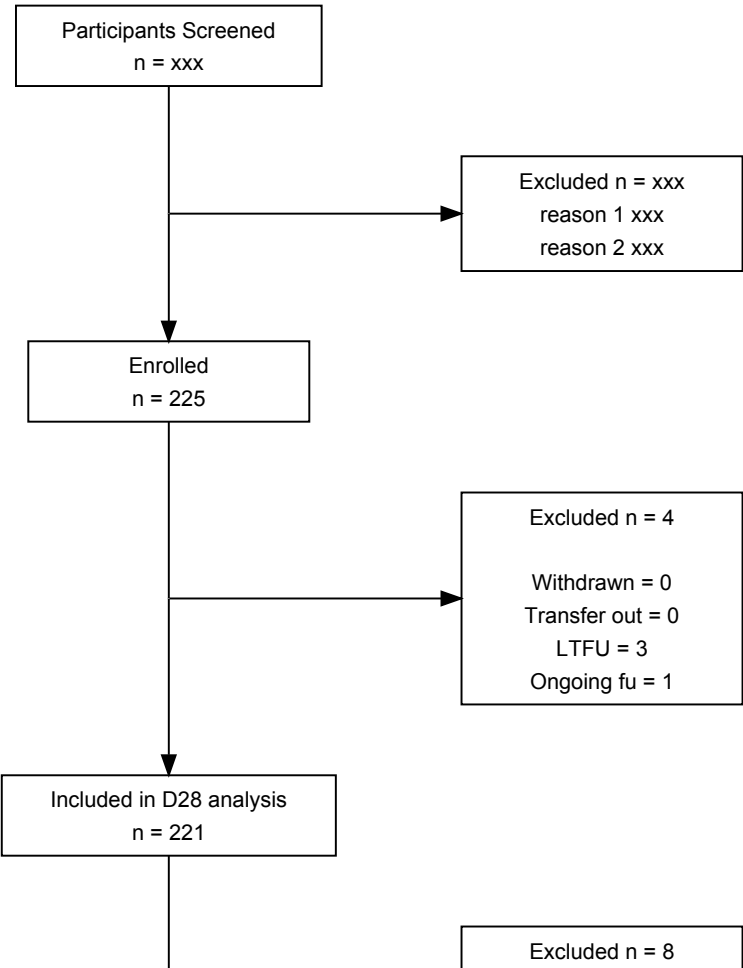 Participants Screened
n = xxx
Excluded n = xxx
reason 1 xxx
reason 2 xxx
Enrolled
n = 225
Excluded n = 4
Withdrawn = 0
Transfer out = 0
LTFU = 3
Ongoing fu = 1
Included in D28 analysis
n = 221
Excluded n = 8